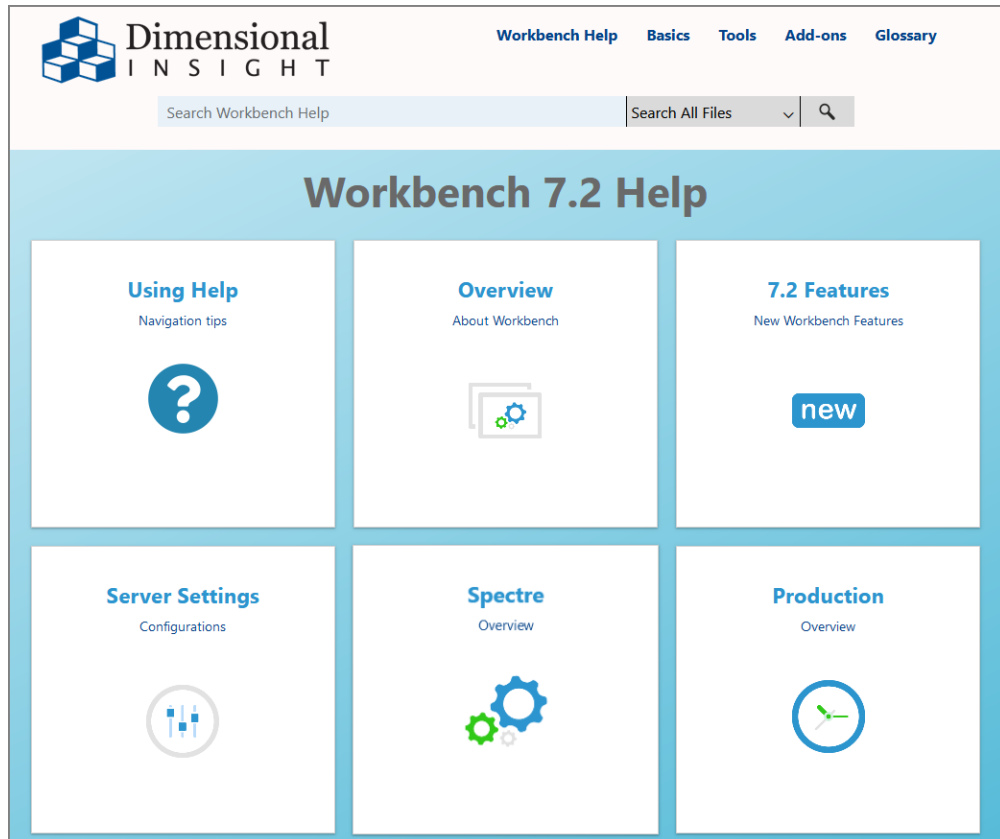 Dimensional
INSIGHT
Workbench Help Basics Tools Add-ons Glossary
Search Workbench Help Search All Files
Workbench 7.2 Help
Using Help
Navigation tips
Overview
About Workbench
7.2 Features
New Workbench Features
new
Server Settings
Configurations
Spectre
Overview
Production
Overview